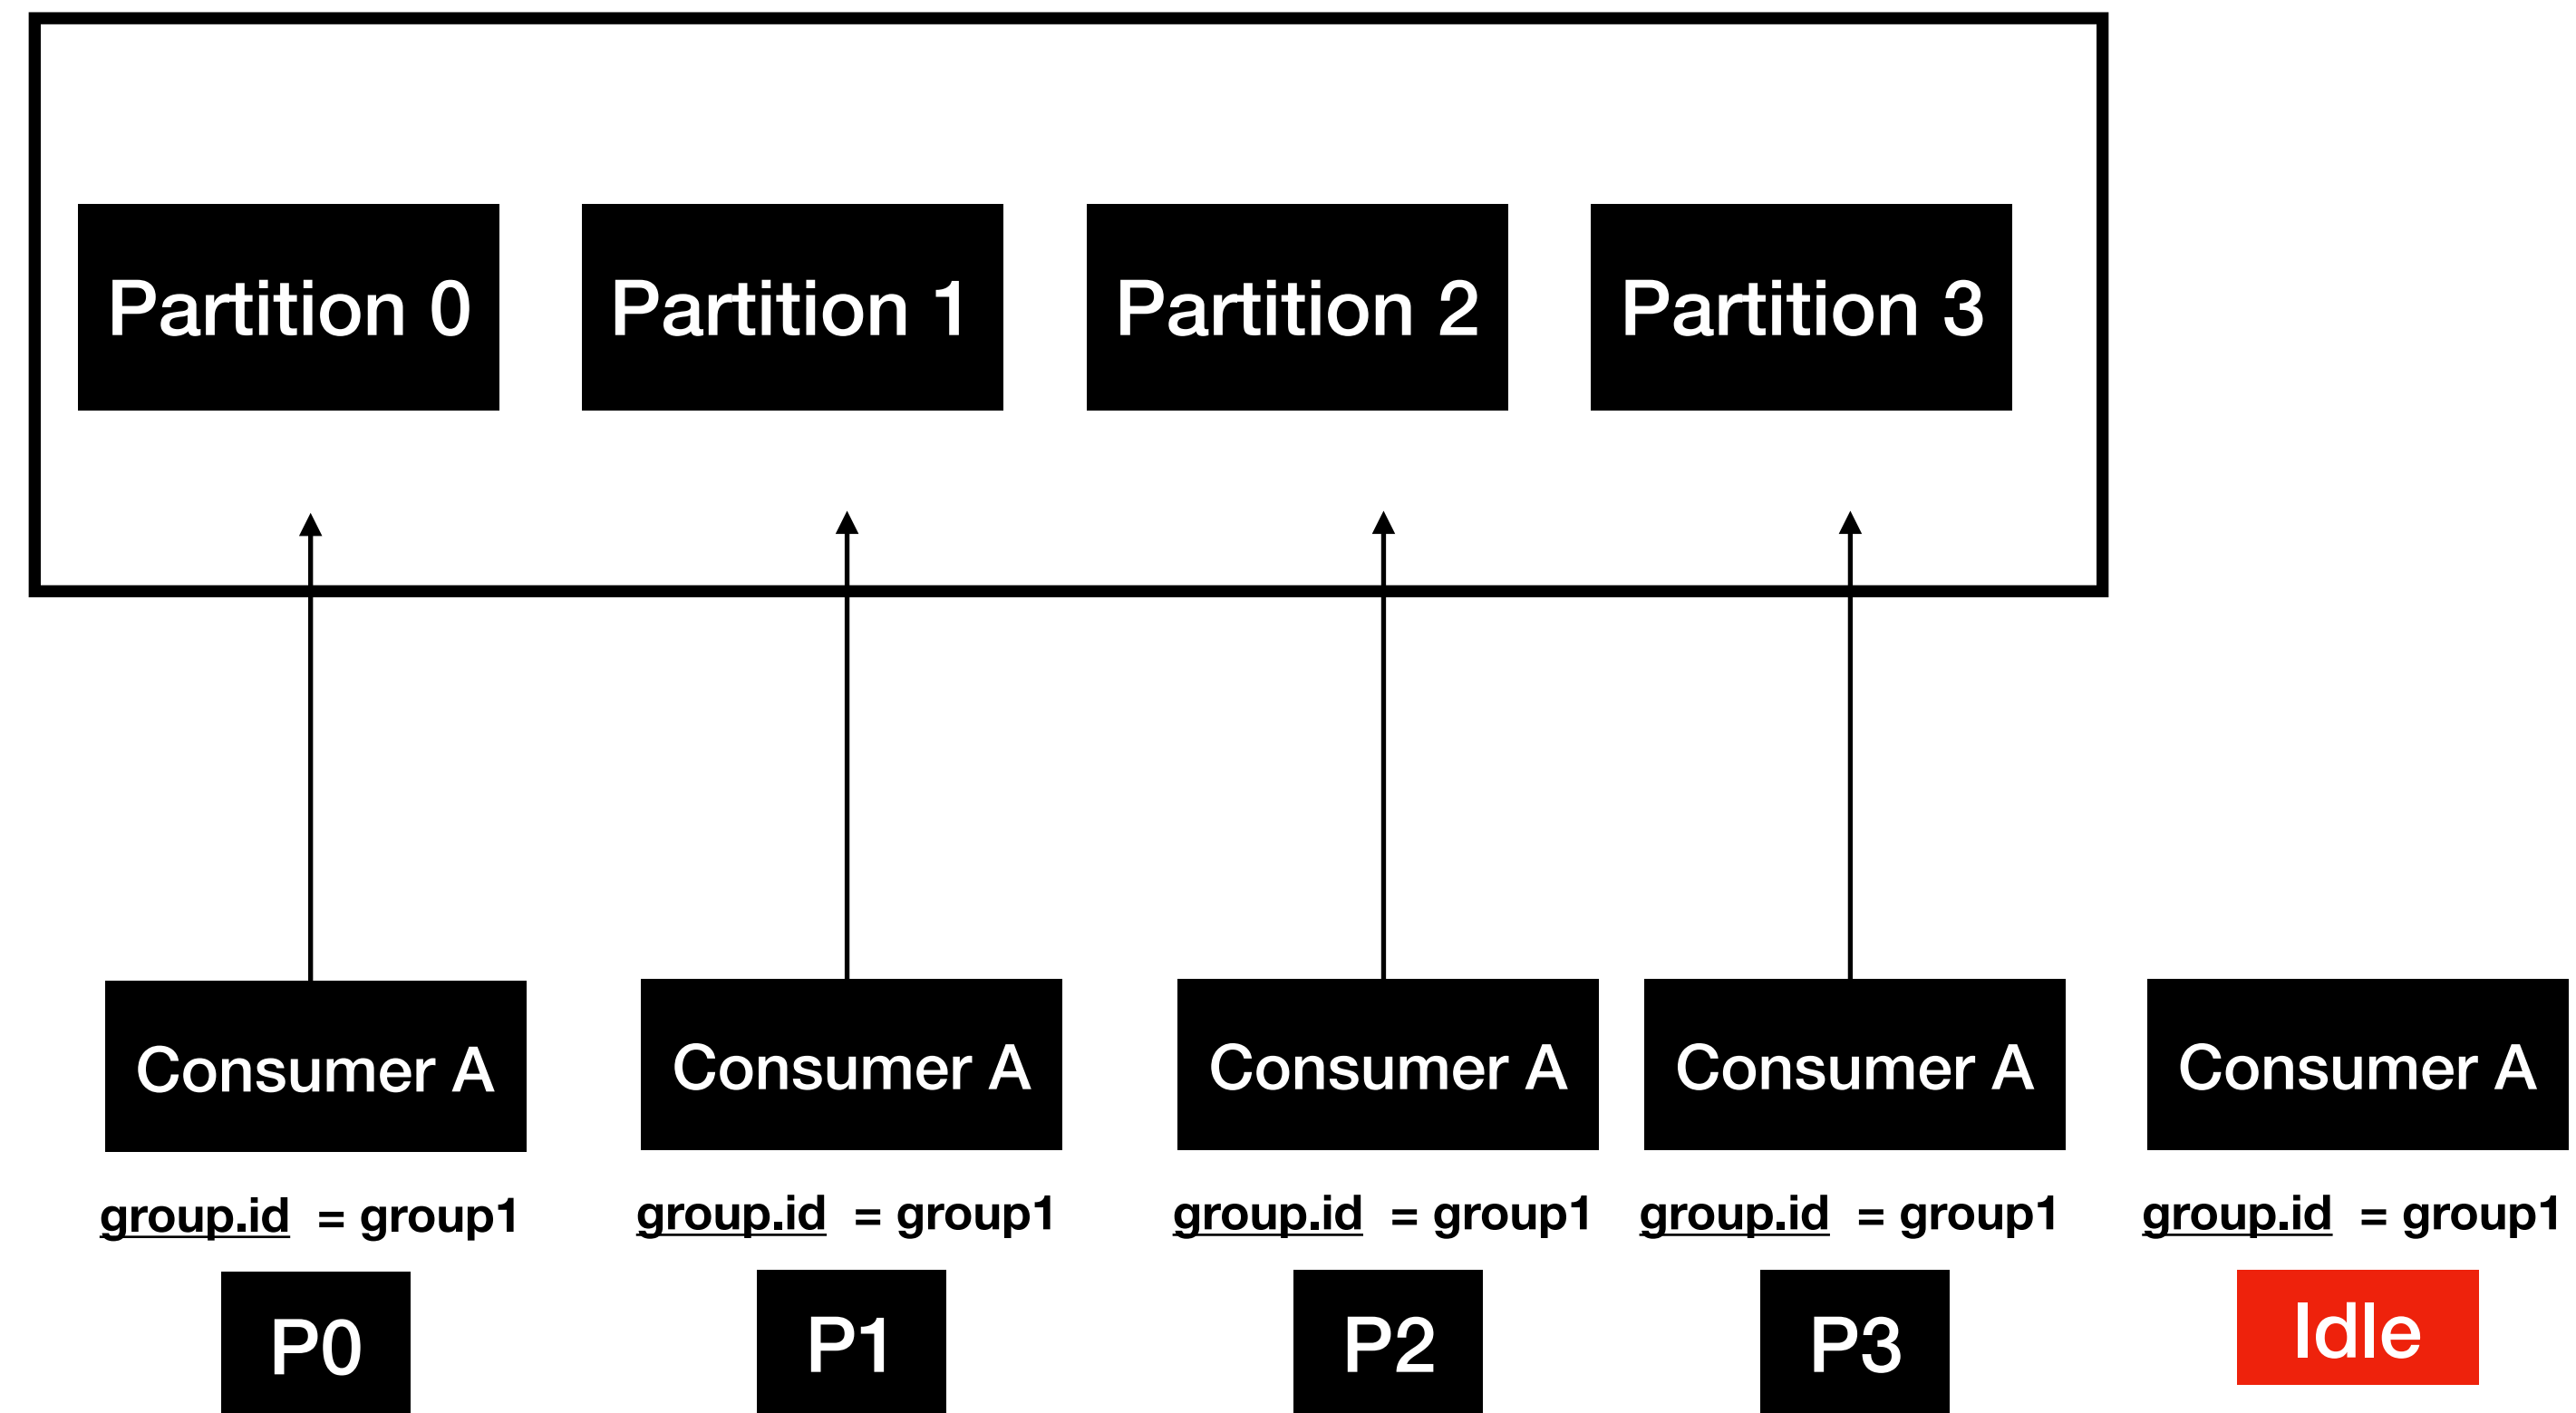 Partition 0
Partition 1
Partition 2
Partition 3
Consumer A
Consumer A
Consumer A
Consumer A
Consumer A
group.id = group1
group.id = group1
group.id = group1
group.id = group1
group.id = group1
P0
P1
P2
P3
Idle